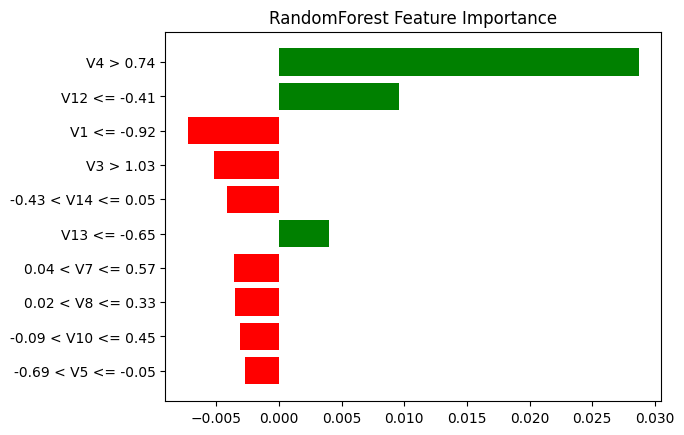 RandomForest Feature Importance
V4 > 0.74
V12 <= -0.41
V1 <= -0.92
V3 > 1.03
-0.43 < V14 <= 0.05
V13 <= -0.65
0.04 < V7 <= 0.57
0.02 < V8 <= 0.33
-0.09 < V10 <= 0.45
-0.69 < V5 <= -0.05
−0.005 0.000 0.005 0.010 0.015 0.020 0.025 0.030